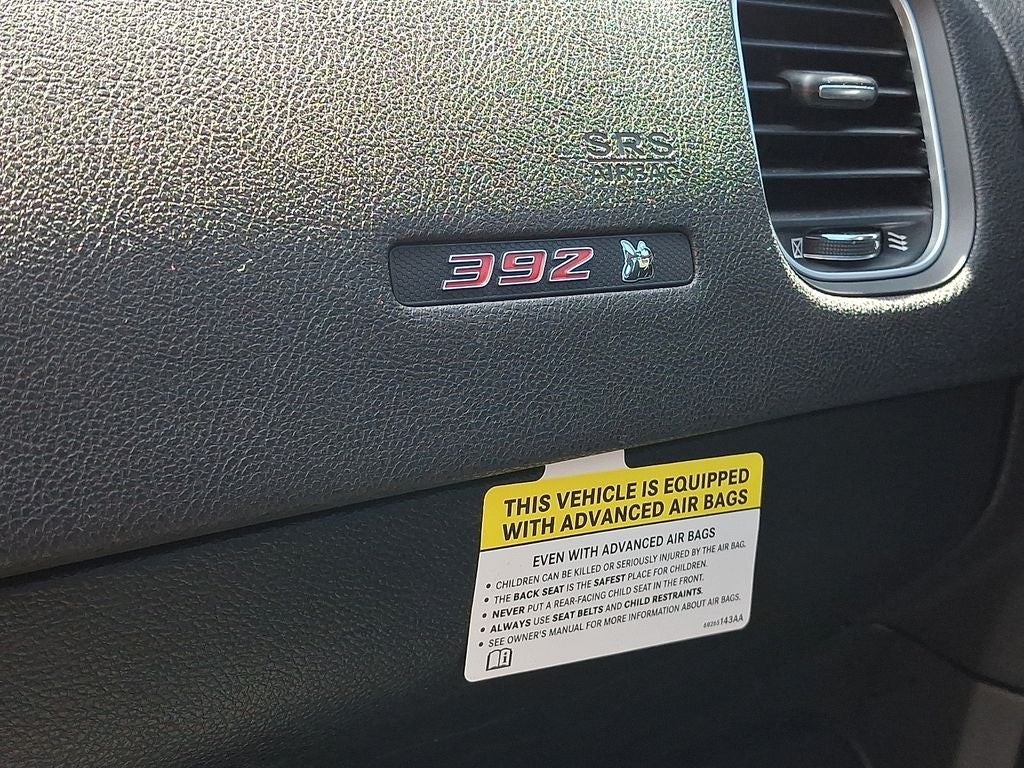 SRS
AIRBAG
392
THIS VEHICLE IS EQUIPPED
WITH ADVANCED AIR BAGS
EVEN WITH ADVANCED AIR BAGS
• CHILDREN CAN BE KILLED OR SERIOUSLY INJURED BY THE AIR BAG.
• THE BACK SEAT IS THE SAFEST PLACE FOR CHILDREN.
• NEVER PUT A REAR-FACING CHILD SEAT IN THE FRONT.
• ALWAYS USE SEAT BELTS AND CHILD RESTRAINTS.
• SEE OWNER'S MANUAL FOR MORE INFORMATION ABOUT AIR BAGS.
68265143AA